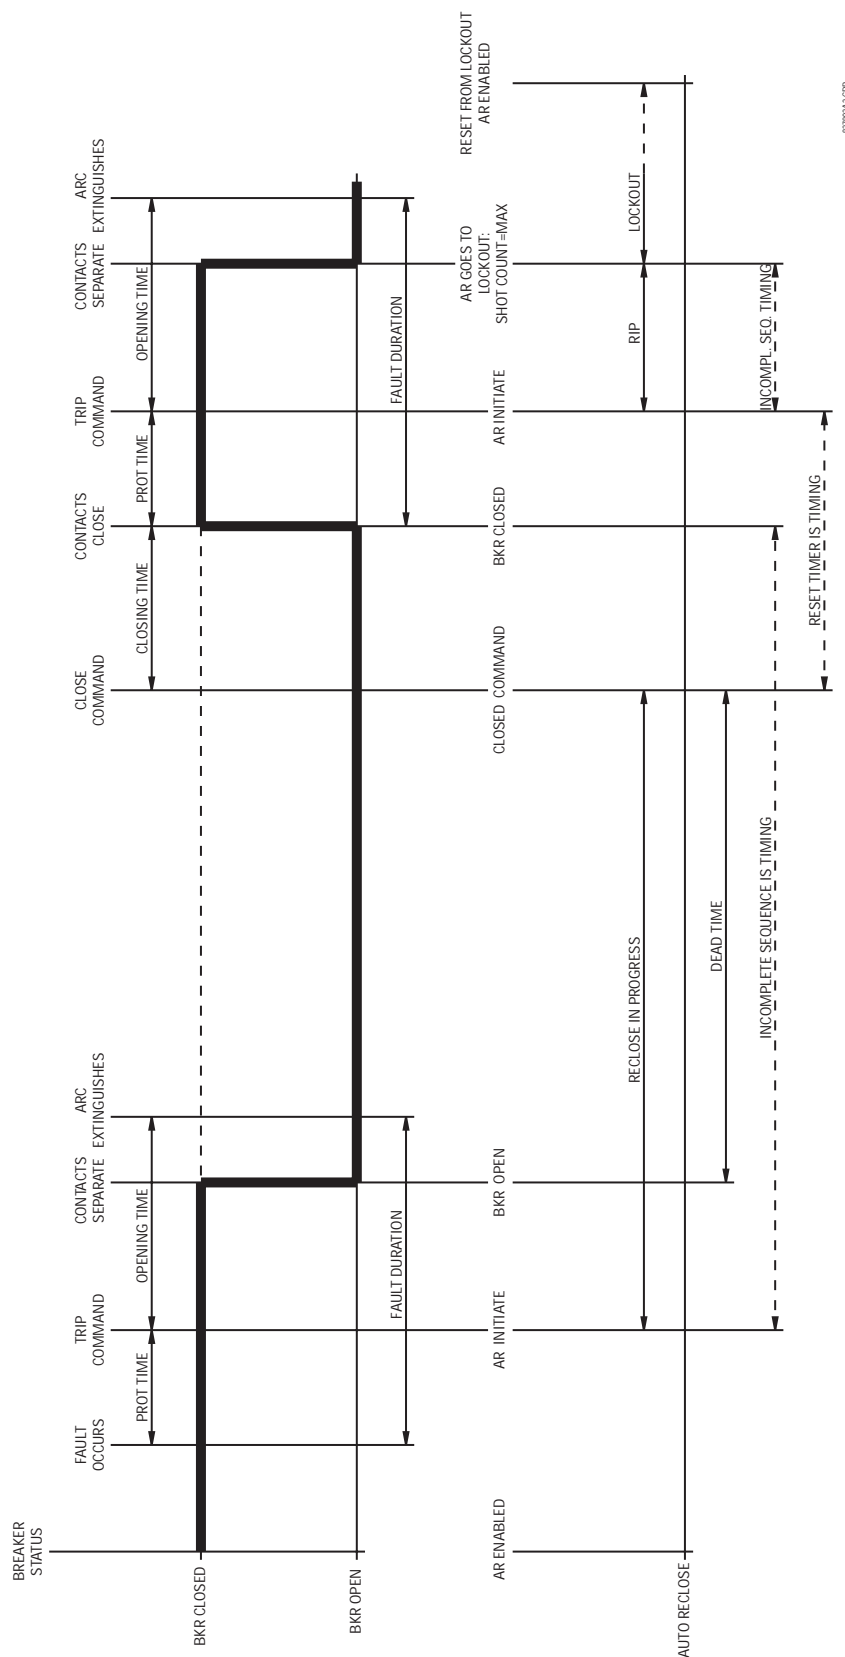 BREAKER
STATUS
FAULT
OCCURS
TRIP
COMMAND
CONTACTS
SEPARATE
ARC
EXTINGUISHES
CLOSE
COMMAND
CONTACTS
CLOSE
TRIP
COMMAND
CONTACTS
SEPARATE
ARC
EXTINGUISHES
PROT TIME
OPENING TIME
CLOSING TIME
PROT TIME
OPENING TIME
BKR CLOSED
BKR OPEN
FAULT DURATION
FAULT DURATION
AR ENABLED
AR INITIATE
BKR OPEN
CLOSED COMMAND
BKR CLOSED
AR INITIATE
AR GOES TO
LOCKOUT:
SHOT COUNT=MAX
RESET FROM LOCKOUT
AR ENABLED
RECLOSE IN PROGRESS
RIP
LOCKOUT
AUTO RECLOSE
DEAD TIME
INCOMPLETE SEQUENCE IS TIMING
INCOMPL. SEQ. TIMING
RESET TIMER IS TIMING